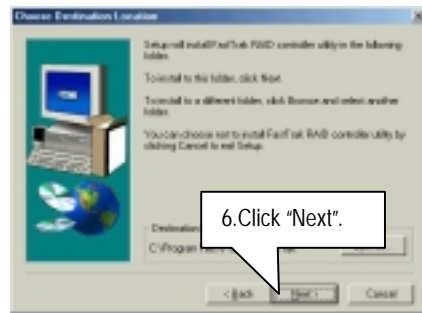 Choose Destination Location
Setup will install FastTrak RAID controller utility in the following
folder.
To install to this folder, click Next.
To install to a different folder, click Browse and select another
folder.
You can choose not to install FastTrak RAID controller utility by
clicking Cancel to exit Setup.
6.Click “Next”.
Destination
C:\Program
< Back
Next >
Cancel